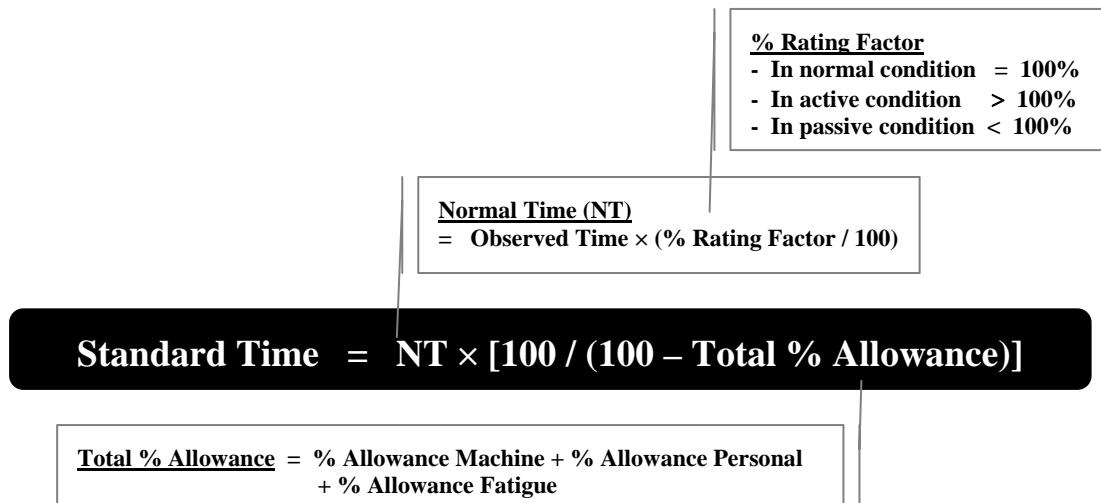 % Rating Factor
- In normal condition = 100%
- In active condition > 100%
- In passive condition < 100%
Normal Time (NT)
= Observed Time × (% Rating Factor / 100)
Standard Time = NT × [100 / (100 – Total % Allowance)]
Total % Allowance = % Allowance Machine + % Allowance Personal
+ % Allowance Fatigue